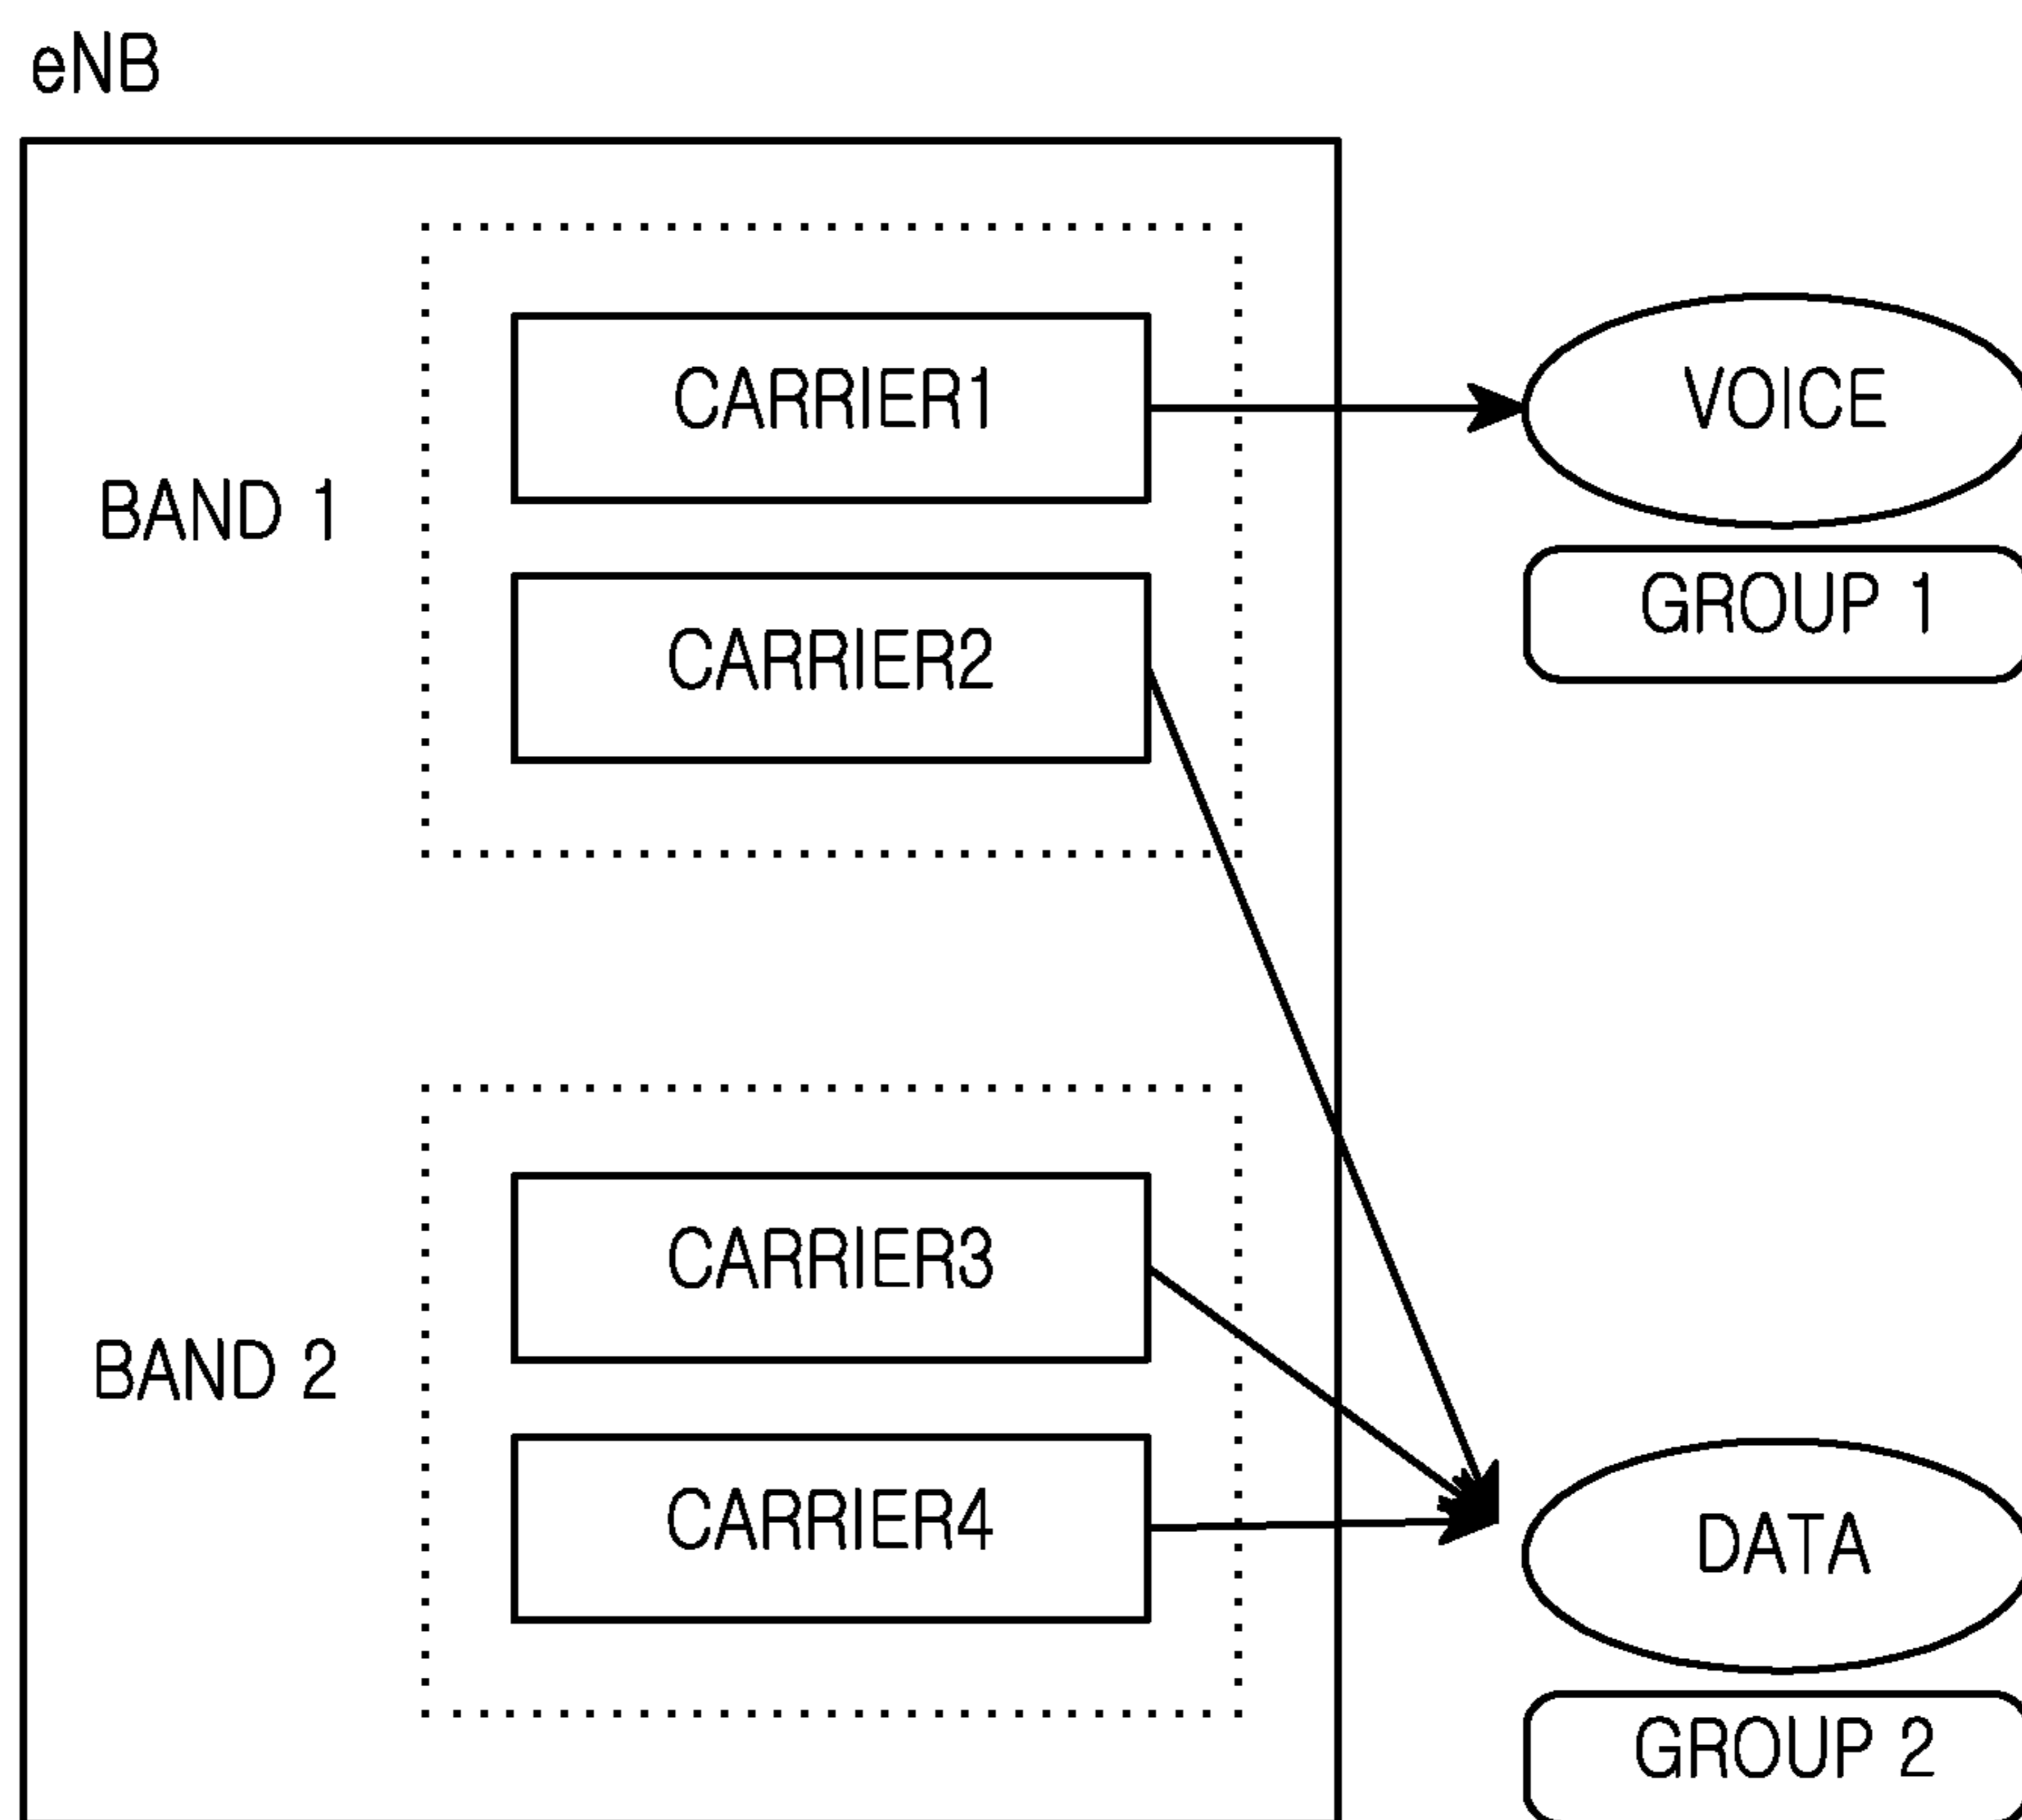 eNB
CARRIER1
VOICE
BAND 1
GROUP 1
CARRIER2
CARRIER3
BAND 2
CARRIER4
DATA
GROUP 2